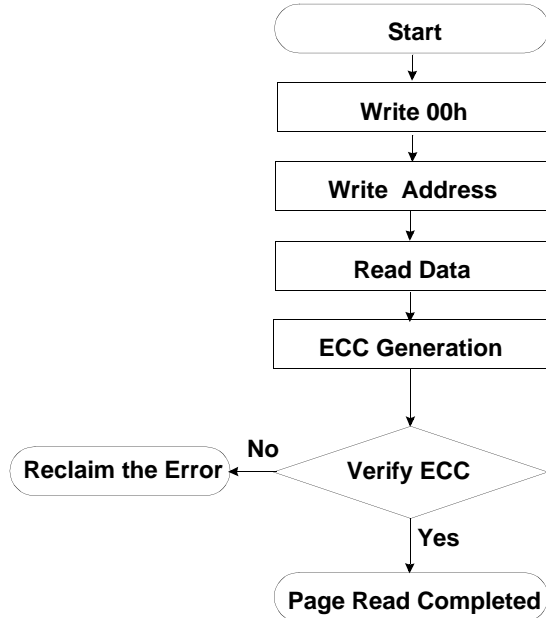 Start
Write 00h
Write Address
Read Data
ECC Generation
No
Reclaim the Error
Verify ECC
Yes
Page Read Completed